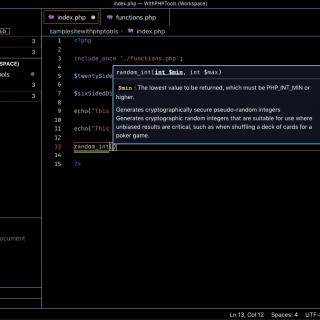 index.php — WithPHPTools (Workspace)
index.php
functions.php
samplesitewithphptools > index.php
3
SPACE)
tools
3
3
3
ocument
1 <?php
2
3 include_once './functions.php';
4
5 $twentySide
6
7 $sixSidedDi
8
9 echo("This
10
11 echo("This
12
13 random_int()
14
15 ?>
random_int(int $min, int $max)
$min : The lowest value to be returned, which must be PHP_INT_MIN or
higher.
Generates cryptographically secure pseudo-random integers
Generates cryptographic random integers that are suitable for use where
unbiased results are critical, such as when shuffling a deck of cards for a
poker game.
Ln 13, Col 12 Spaces: 4 UTF-